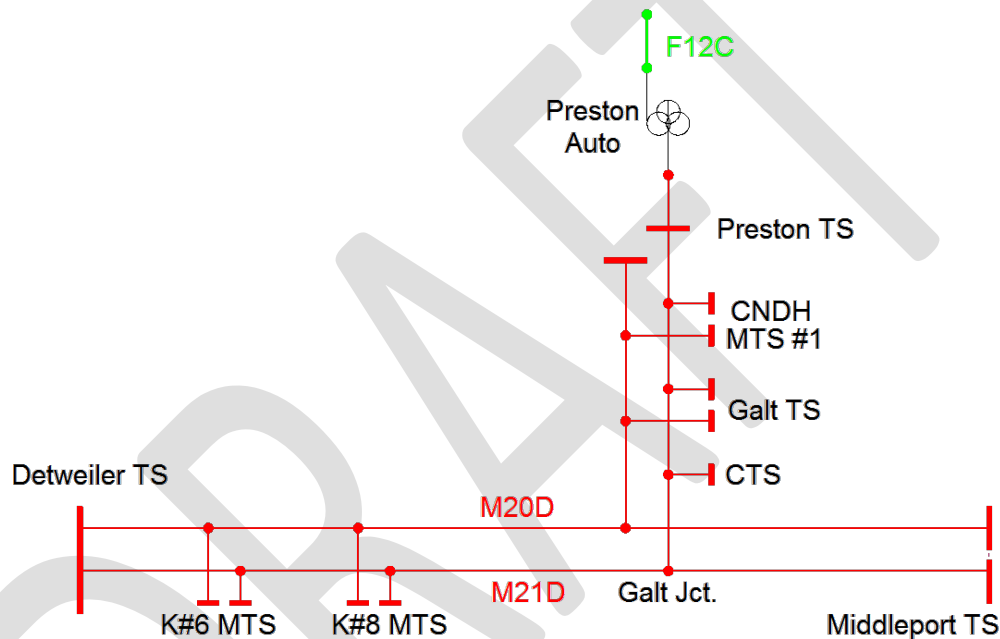 F12C
Preston
Auto
Preston TS
CNDH
MTS #1
Galt TS
CTS
Detweiler TS
M20D
M21D
Galt Jct.
K#6 MTS
K#8 MTS
Middleport TS
DRAFT